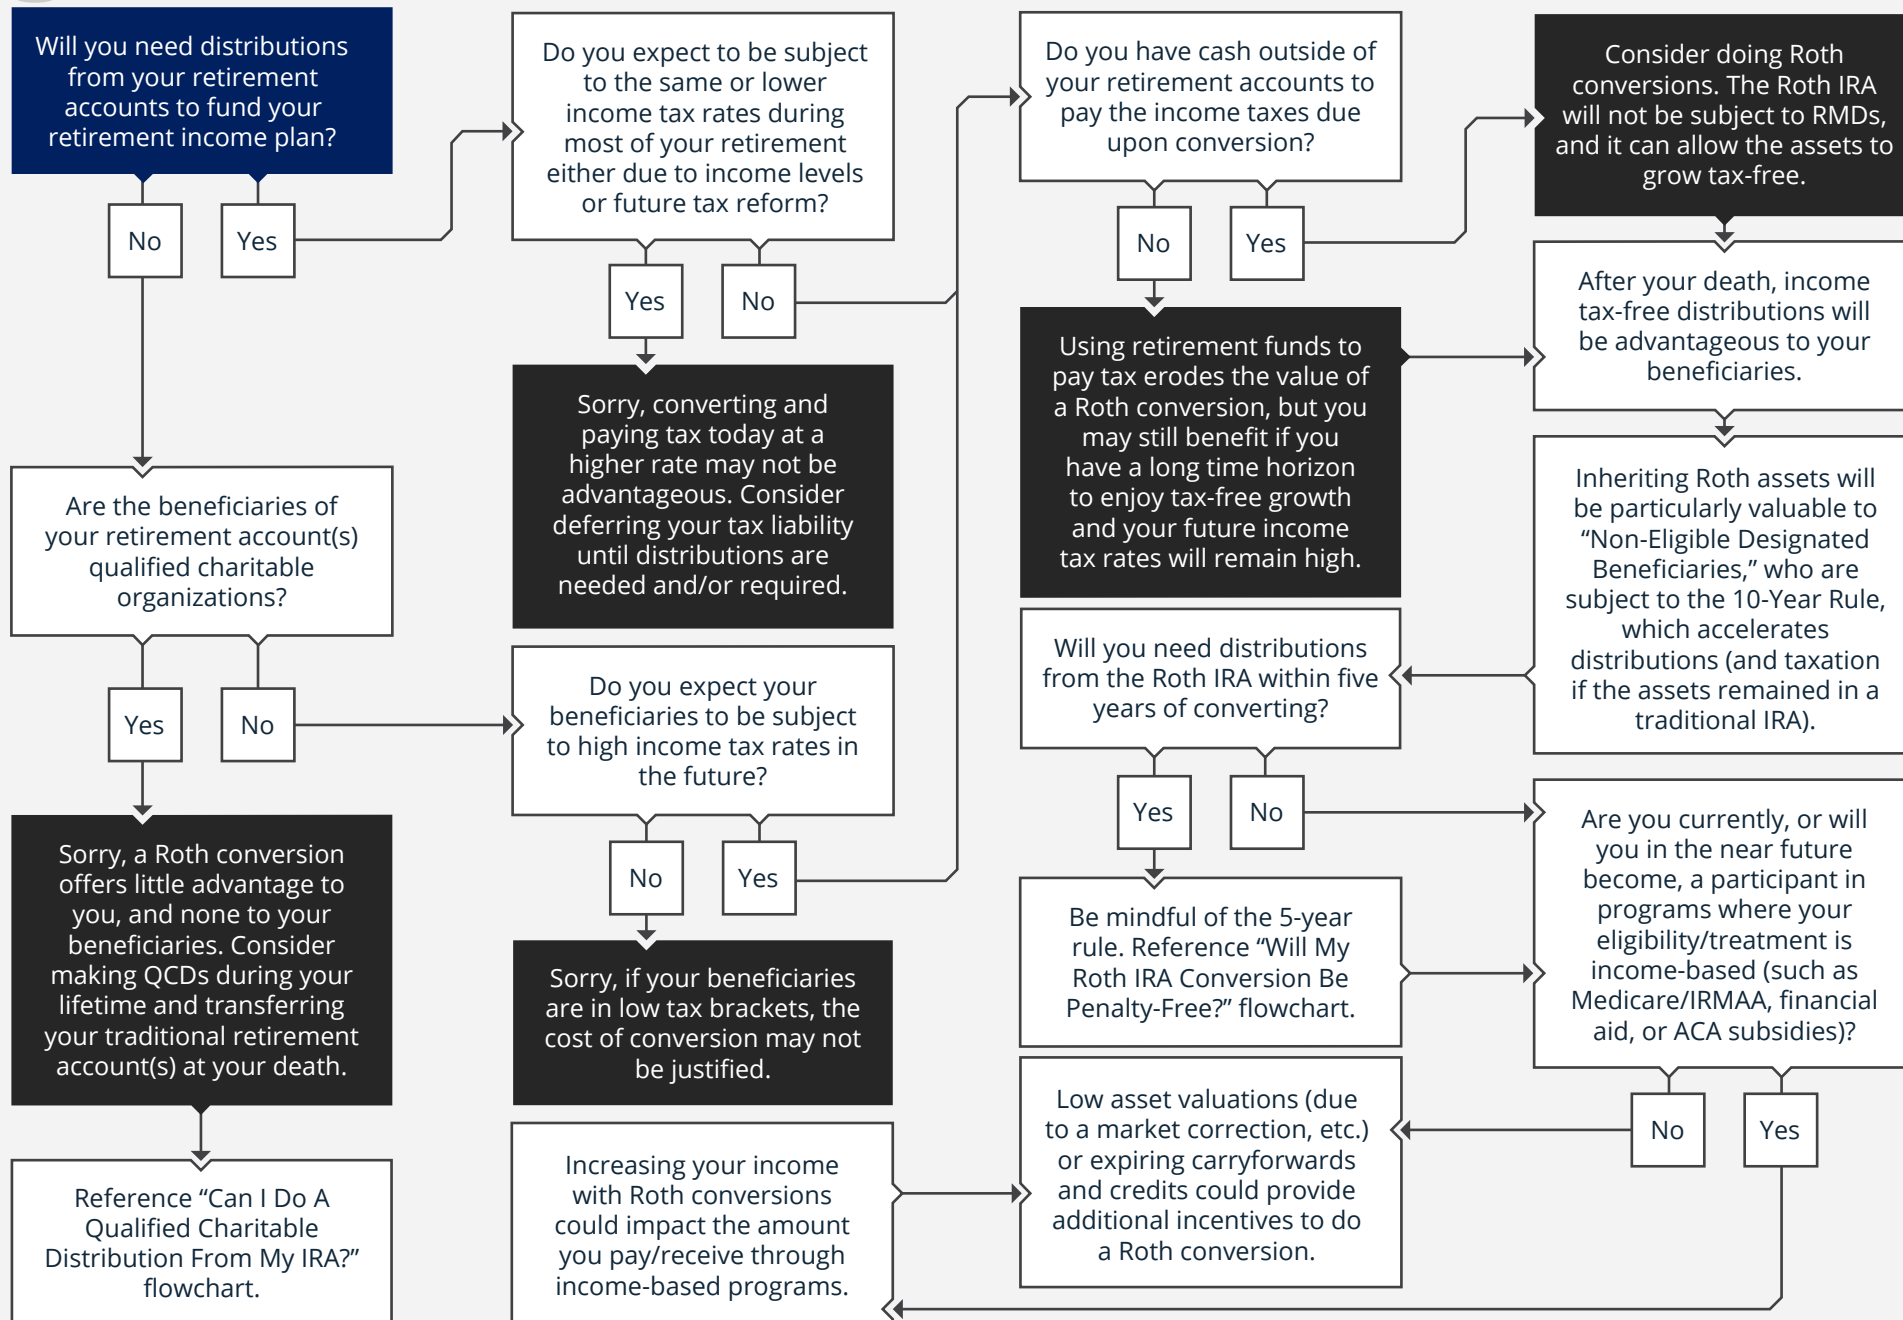 Will you need distributions
from your retirement
accounts to fund your
retirement income plan?
No
Yes
Do you expect to be subject
to the same or lower
income tax rates during
most of your retirement
either due to income levels
or future tax reform?
Yes
No
Sorry, converting and
paying tax today at a
higher rate may not be
advantageous. Consider
deferring your tax liability
until distributions are
needed and/or required.
Are the beneficiaries of
your retirement account(s)
qualified charitable
organizations?
Yes
No
Sorry, a Roth conversion
offers little advantage to
you, and none to your
beneficiaries. Consider
making QCDs during your
lifetime and transferring
your traditional retirement
account(s) at your death.
Reference “Can I Do A
Qualified Charitable
Distribution From My IRA?”
flowchart.
Do you expect your
beneficiaries to be subject
to high income tax rates in
the future?
No
Yes
Sorry, if your beneficiaries
are in low tax brackets, the
cost of conversion may not
be justified.
Do you have cash outside of
your retirement accounts to
pay the income taxes due
upon conversion?
No
Yes
Using retirement funds to
pay tax erodes the value of
a Roth conversion, but you
may still benefit if you
have a long time horizon
to enjoy tax-free growth
and your future income
tax rates will remain high.
Consider doing Roth
conversions. The Roth IRA
will not be subject to RMDs,
and it can allow the assets to
grow tax-free.
After your death, income
tax-free distributions will
be advantageous to your
beneficiaries.
Inheriting Roth assets will
be particularly valuable to
“Non-Eligible Designated
Beneficiaries,” who are
subject to the 10-Year Rule,
which accelerates
distributions (and taxation
if the assets remained in a
traditional IRA).
Will you need distributions
from the Roth IRA within five
years of converting?
Yes
No
Be mindful of the 5-year
rule. Reference “Will My
Roth IRA Conversion Be
Penalty-Free?” flowchart.
Are you currently, or will
you in the near future
become, a participant in
programs where your
eligibility/treatment is
income-based (such as
Medicare/IRMAA, financial
aid, or ACA subsidies)?
No
Yes
Increasing your income
with Roth conversions
could impact the amount
you pay/receive through
income-based programs.
Low asset valuations (due
to a market correction, etc.)
or expiring carryforwards
and credits could provide
additional incentives to do
a Roth conversion.